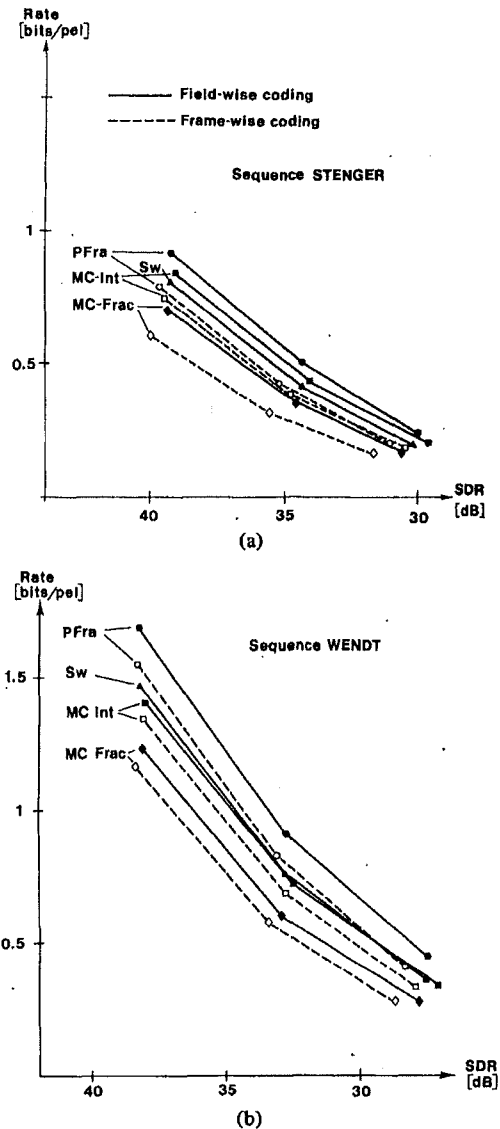 Rate
[bits/pel]
Field-wise coding
Frame-wise coding
Sequence STENGER
1
PFra
Sw
MC-Int
MC-Frac
0.5
SDR
[dB]
40
35
30
(a)
Rate
[bits/pel]
PFra
Sequence WENDT
1.5
Sw
MC Int
MC Frac
1
0.5
SDR
[dB]
40
35
30
(b)